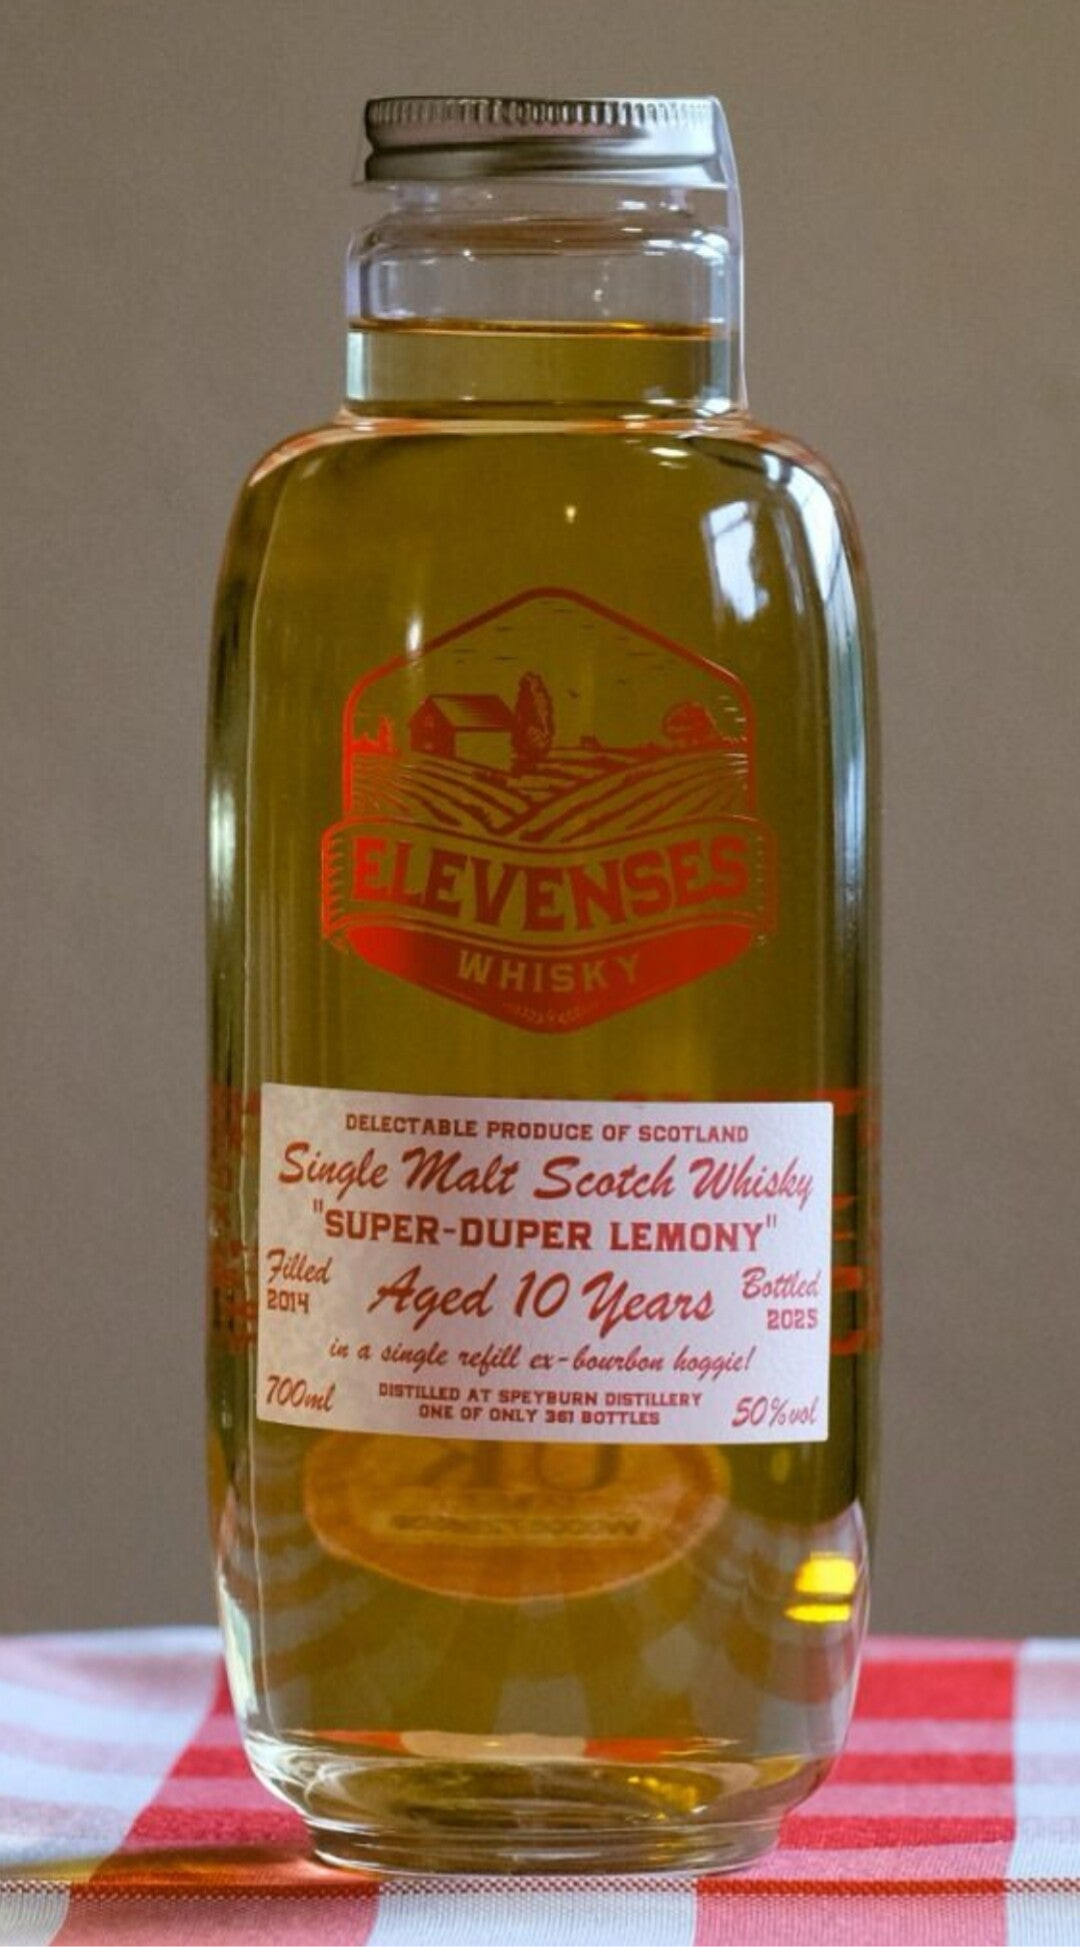 ELEVENSES
WHISKY
DELECTABLE PRODUCE OF SCOTLAND
Single Malt Scotch Whisky
"SUPER-DUPER LEMONY"
Filled
2014
Aged 10 Years
Bottled
2025
in a single refill ex-bourbon hoggie!
700ml
DISTILLED AT SPEYBURN DISTILLERY
ONE OF ONLY 361 BOTTLES
50%vol